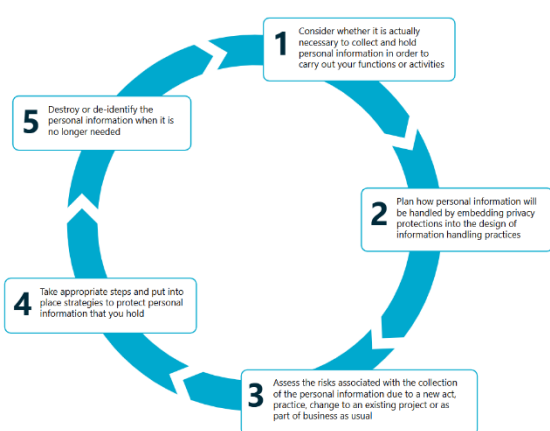 1
Consider whether it is actually
necessary to collect and hold
personal information in order to
carry out your functions or activities
2
Plan how personal information will
be handled by embedding privacy
protections into the design of
information handling practices
3
Assess the risks associated with the collection
of the personal information due to a new act,
practice, change to an existing project or as
part of business as usual
4
Take appropriate steps and put into
place strategies to protect personal
information that you hold
5
Destroy or de-identify the
personal information when it is
no longer needed